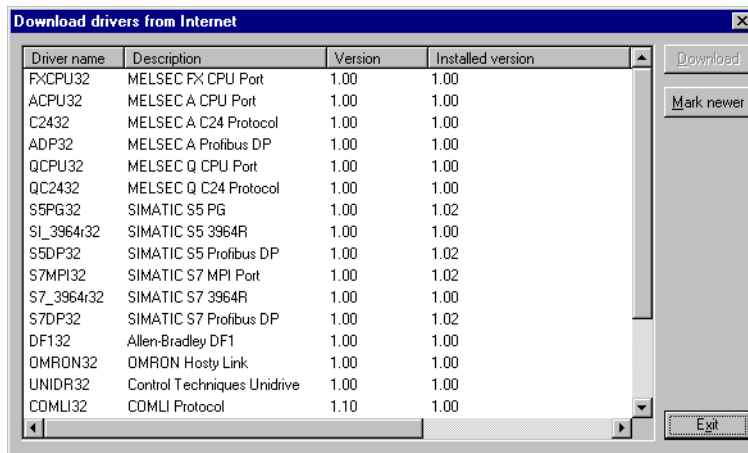 Download drivers from Internet
Driver name Description Version Installed version
FXCPU32 MELSEC FX CPU Port 1.00 1.00
ACPU32 MELSEC A CPU Port 1.00 1.00
C2432 MELSEC A C24 Protocol 1.00 1.00
ADP32 MELSEC A Profibus DP 1.00 1.00
QCPU32 MELSEC Q CPU Port 1.00 1.00
QC2432 MELSEC Q C24 Protocol 1.00 1.00
S5PG32 SIMATIC S5 PG 1.00 1.02
SI_3964r32 SIMATIC S5 3964R 1.00 1.00
S5DP32 SIMATIC S5 Profibus DP 1.00 1.02
S7MPI32 SIMATIC S7 MPI Port 1.00 1.02
S7_3964r32 SIMATIC S7 3964R 1.00 1.00
S7DP32 SIMATIC S7 Profibus DP 1.00 1.02
DF132 Allen-Bradley DF1 1.00 1.00
OMRON32 OMRON Hosty Link 1.00 1.00
UNIDR32 Control Techniques Unidrive 1.00 1.00
COMLI32 COMLI Protocol 1.10 1.00
Download
Mark newer
Exit